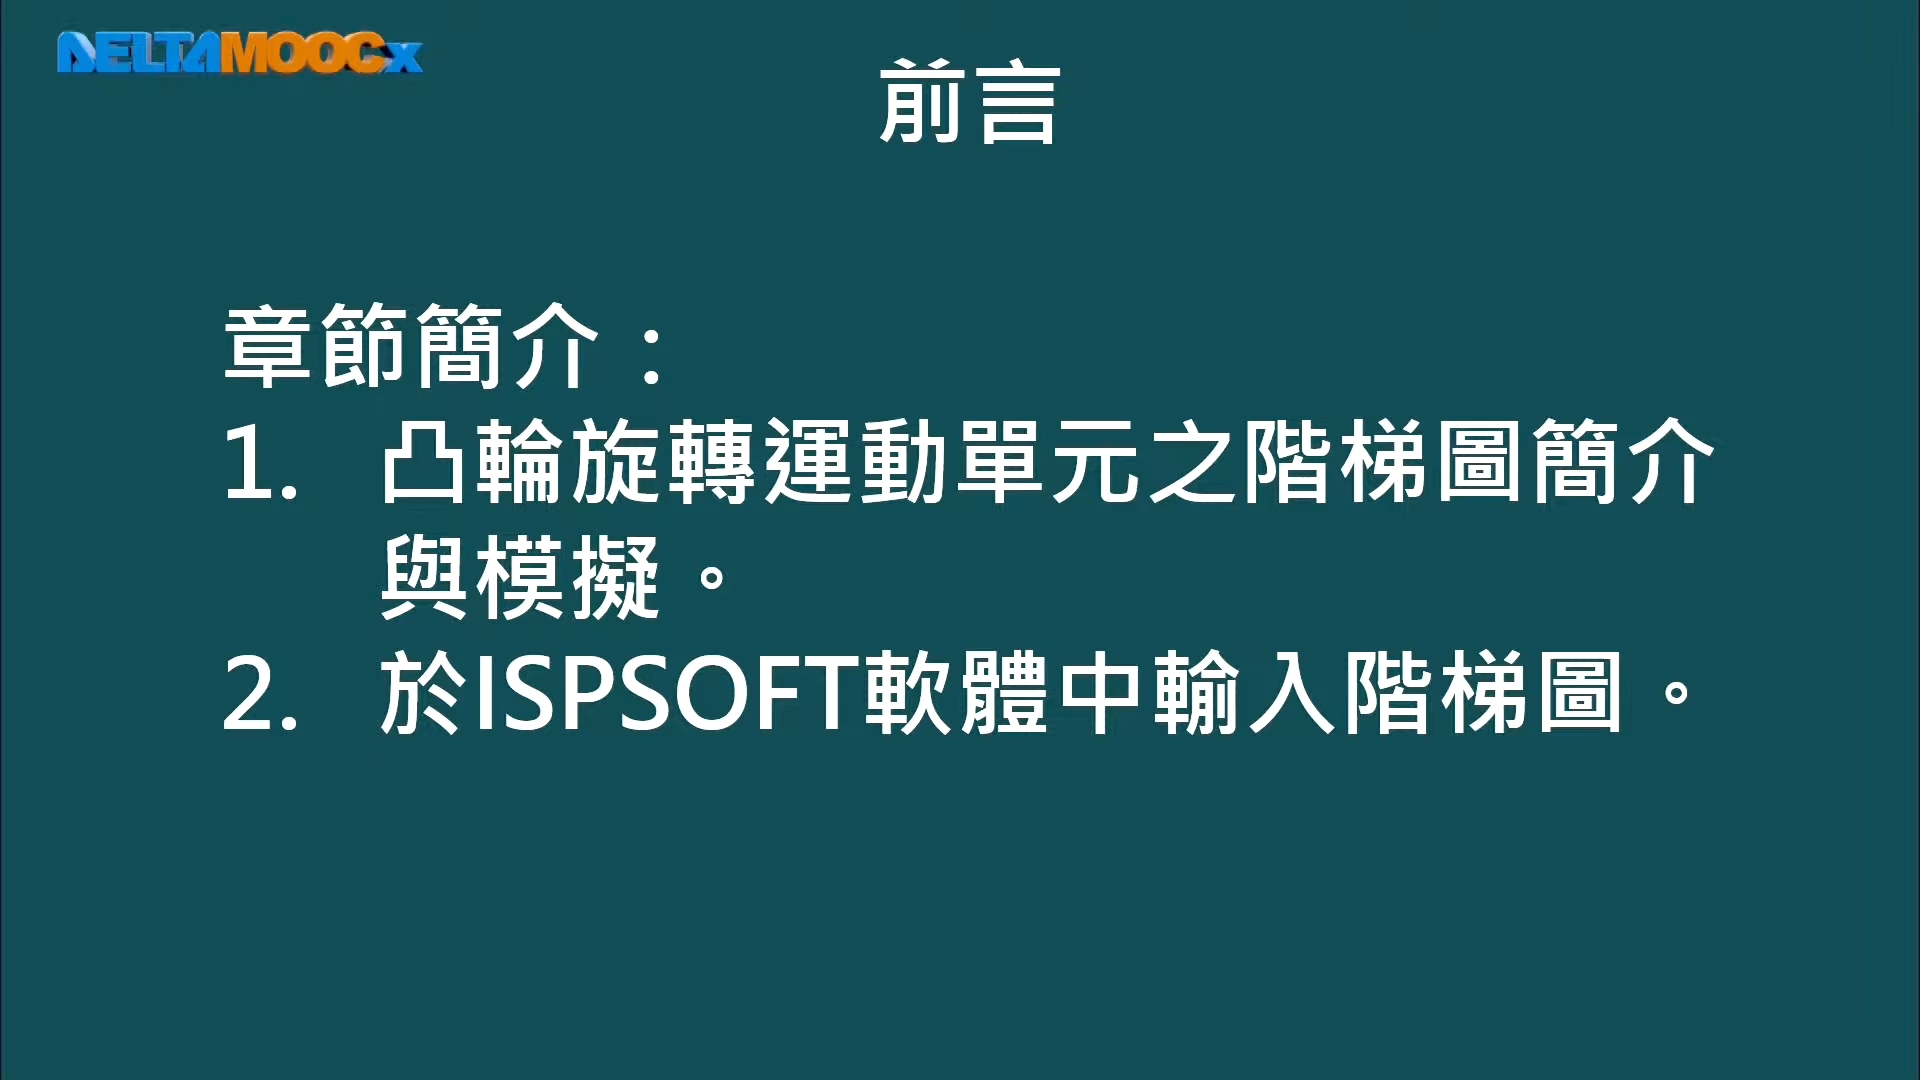 DELTAMOOCx
前言
章節簡介：
1. 凸輪旋轉運動單元之階梯圖簡介
與模擬。
2. 於ISPSOFT軟體中輸入階梯圖。